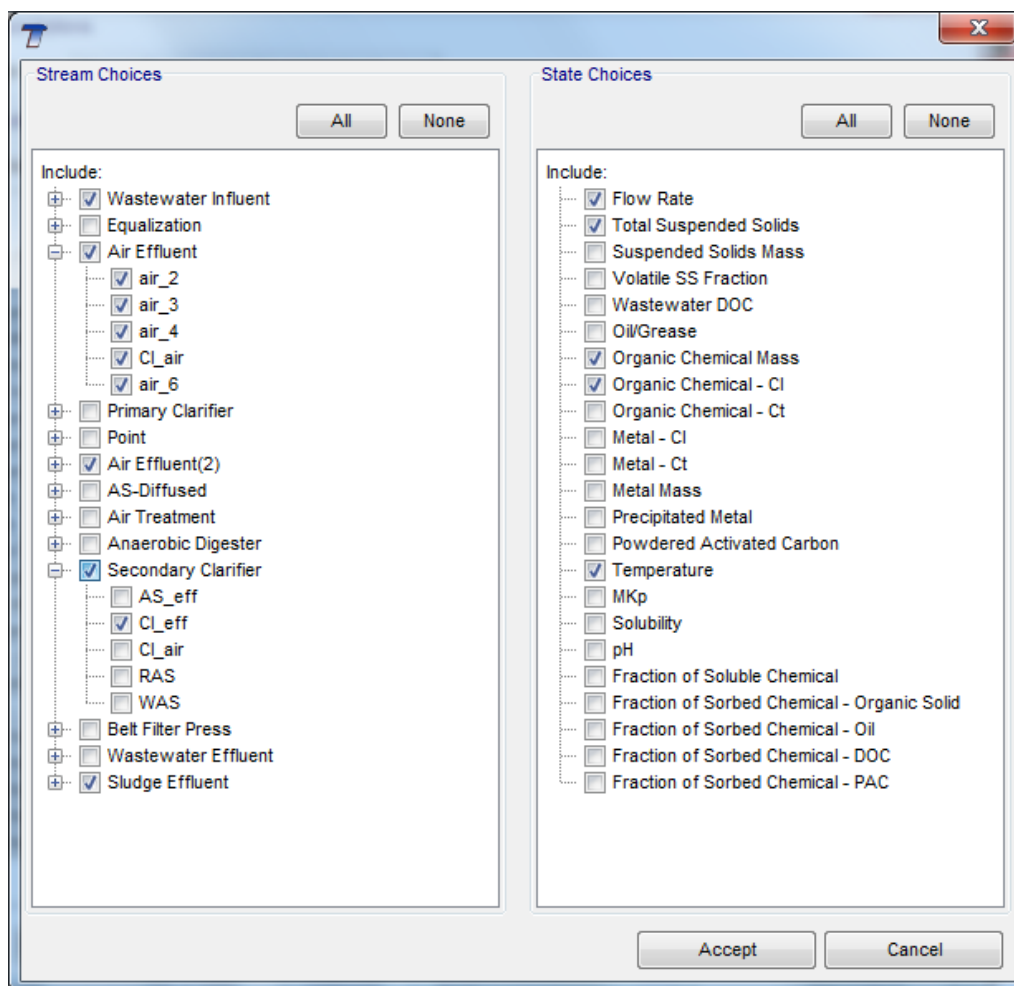 Stream Choices
All
None
Include:
Wastewater Influent
Equalization
Air Effluent
air_2
air_3
air_4
Cl_air
air_6
Primary Clarifier
Point
Air Effluent(2)
AS-Diffused
Air Treatment
Anaerobic Digester
Secondary Clarifier
AS_eff
Cl_eff
Cl_air
RAS
WAS
Belt Filter Press
Wastewater Effluent
Sludge Effluent
State Choices
All
None
Include:
Flow Rate
Total Suspended Solids
Suspended Solids Mass
Volatile SS Fraction
Wastewater DOC
Oil/Grease
Organic Chemical Mass
Organic Chemical - Cl
Organic Chemical - Ct
Metal - Cl
Metal - Ct
Metal Mass
Precipitated Metal
Powdered Activated Carbon
Temperature
MKp
Solubility
pH
Fraction of Soluble Chemical
Fraction of Sorbed Chemical - Organic Solid
Fraction of Sorbed Chemical - Oil
Fraction of Sorbed Chemical - DOC
Fraction of Sorbed Chemical - PAC
Accept
Cancel